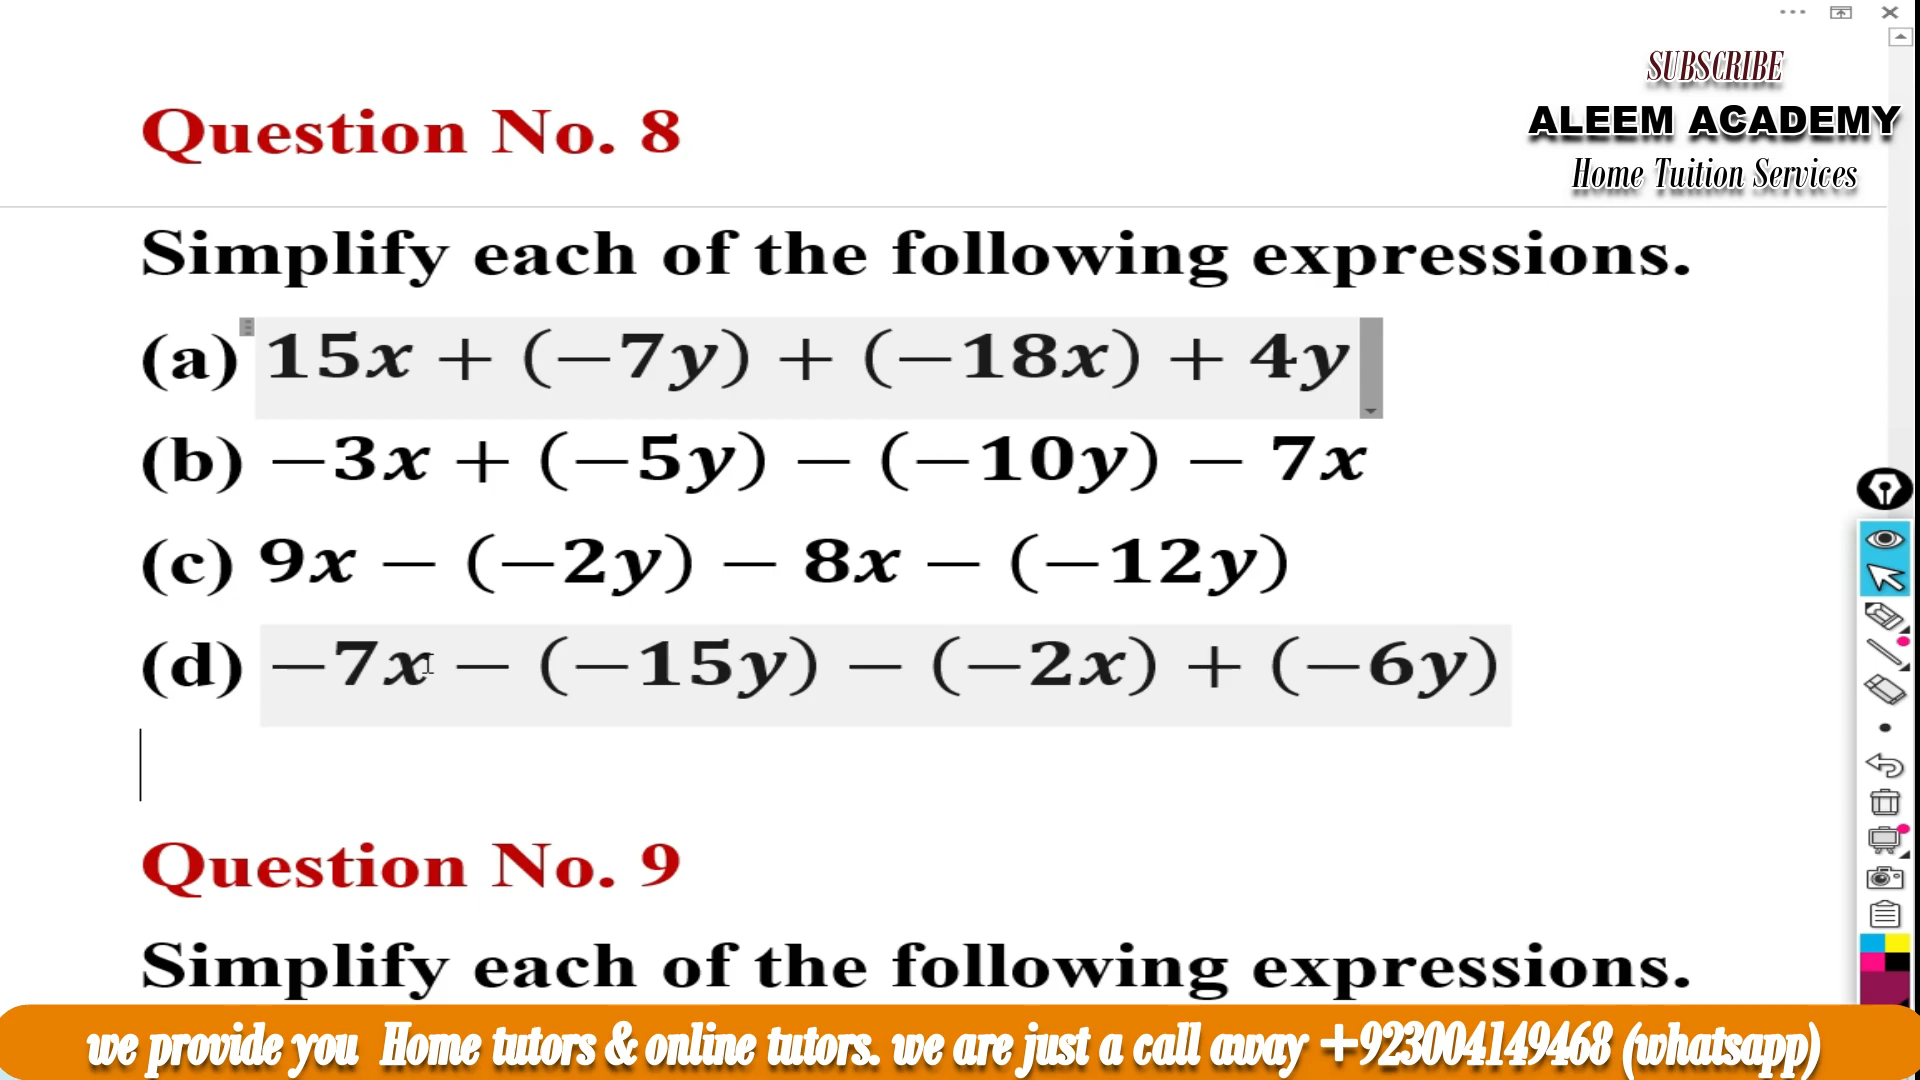 SUBSCRIBE
ALEEM ACADEMY
Home Tuition Services
Question No. 8
Simplify each of the following expressions.
(a) 15x + (−7y) + (−18x) + 4y
(b) −3x + (−5y) − (−10y) − 7x
(c) 9x − (−2y) − 8x − (−12y)
(d) −7x − (−15y) − (−2x) + (−6y)
Question No. 9
Simplify each of the following expressions.
we provide you Home tutors & online tutors. we are just a call away +923004149468 (whatsapp)